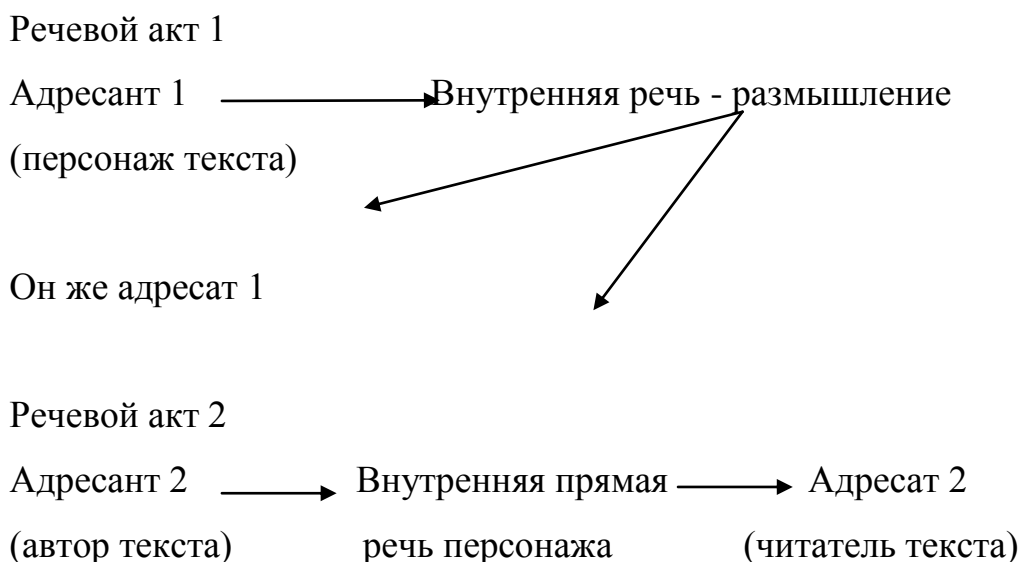 Речевой акт 1
Адресант 1 Внутренняя речь - размышление
(персонаж текста)
Он же адресат 1
Речевой акт 2
Адресант 2 Внутренняя прямая Адресат 2
(автор текста) речь персонажа (читатель текста)